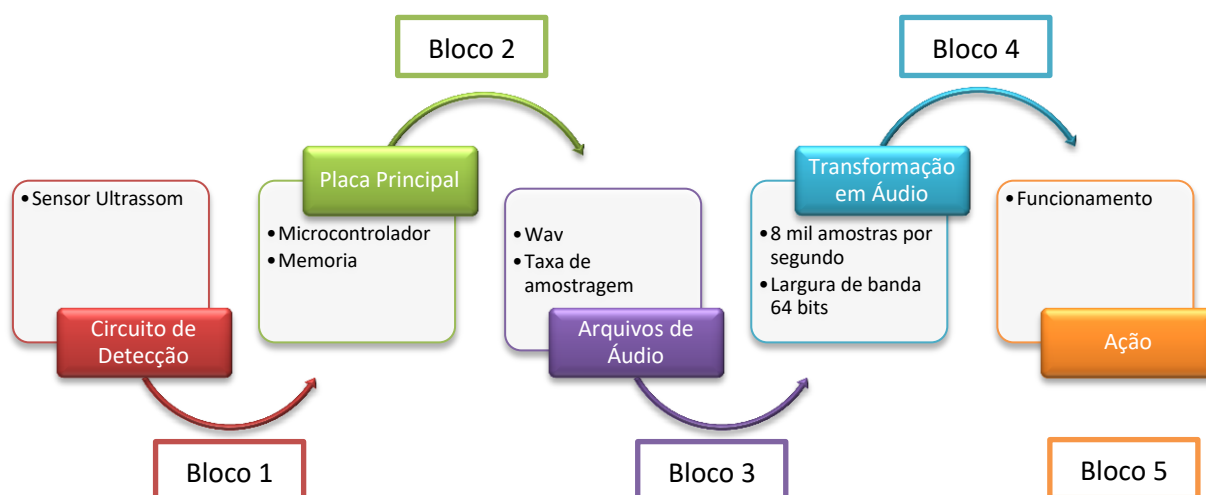 Bloco 1
• Sensor Ultrassom
Circuito de
Detecção
Bloco 2
Placa Principal
• Microcontrolador
• Memoria
Bloco 3
• Wav
• Taxa de
amostragem
Arquivos de
Áudio
Bloco 4
Transformação
em Áudio
• 8 mil amostras por
segundo
• Largura de banda
64 bits
Bloco 5
• Funcionamento
Ação